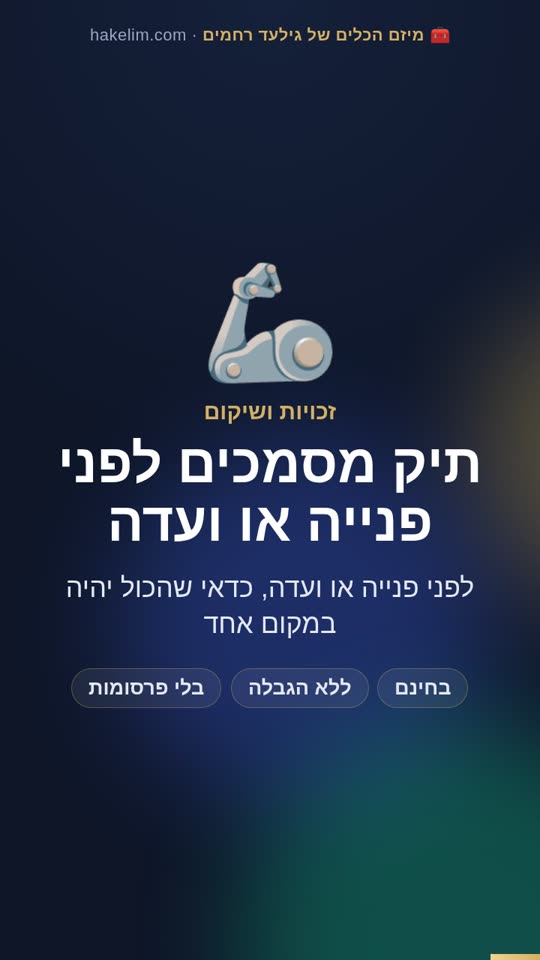 🧰 מיזם הכלים של גילעד רחמים · hakelim.com
זכויות ושיקום
תיק מסמכים לפני
פנייה או ועדה
לפני פנייה או ועדה, כדאי שהכול יהיה
במקום אחד
בחינם
ללא הגבלה
בלי פרסומות